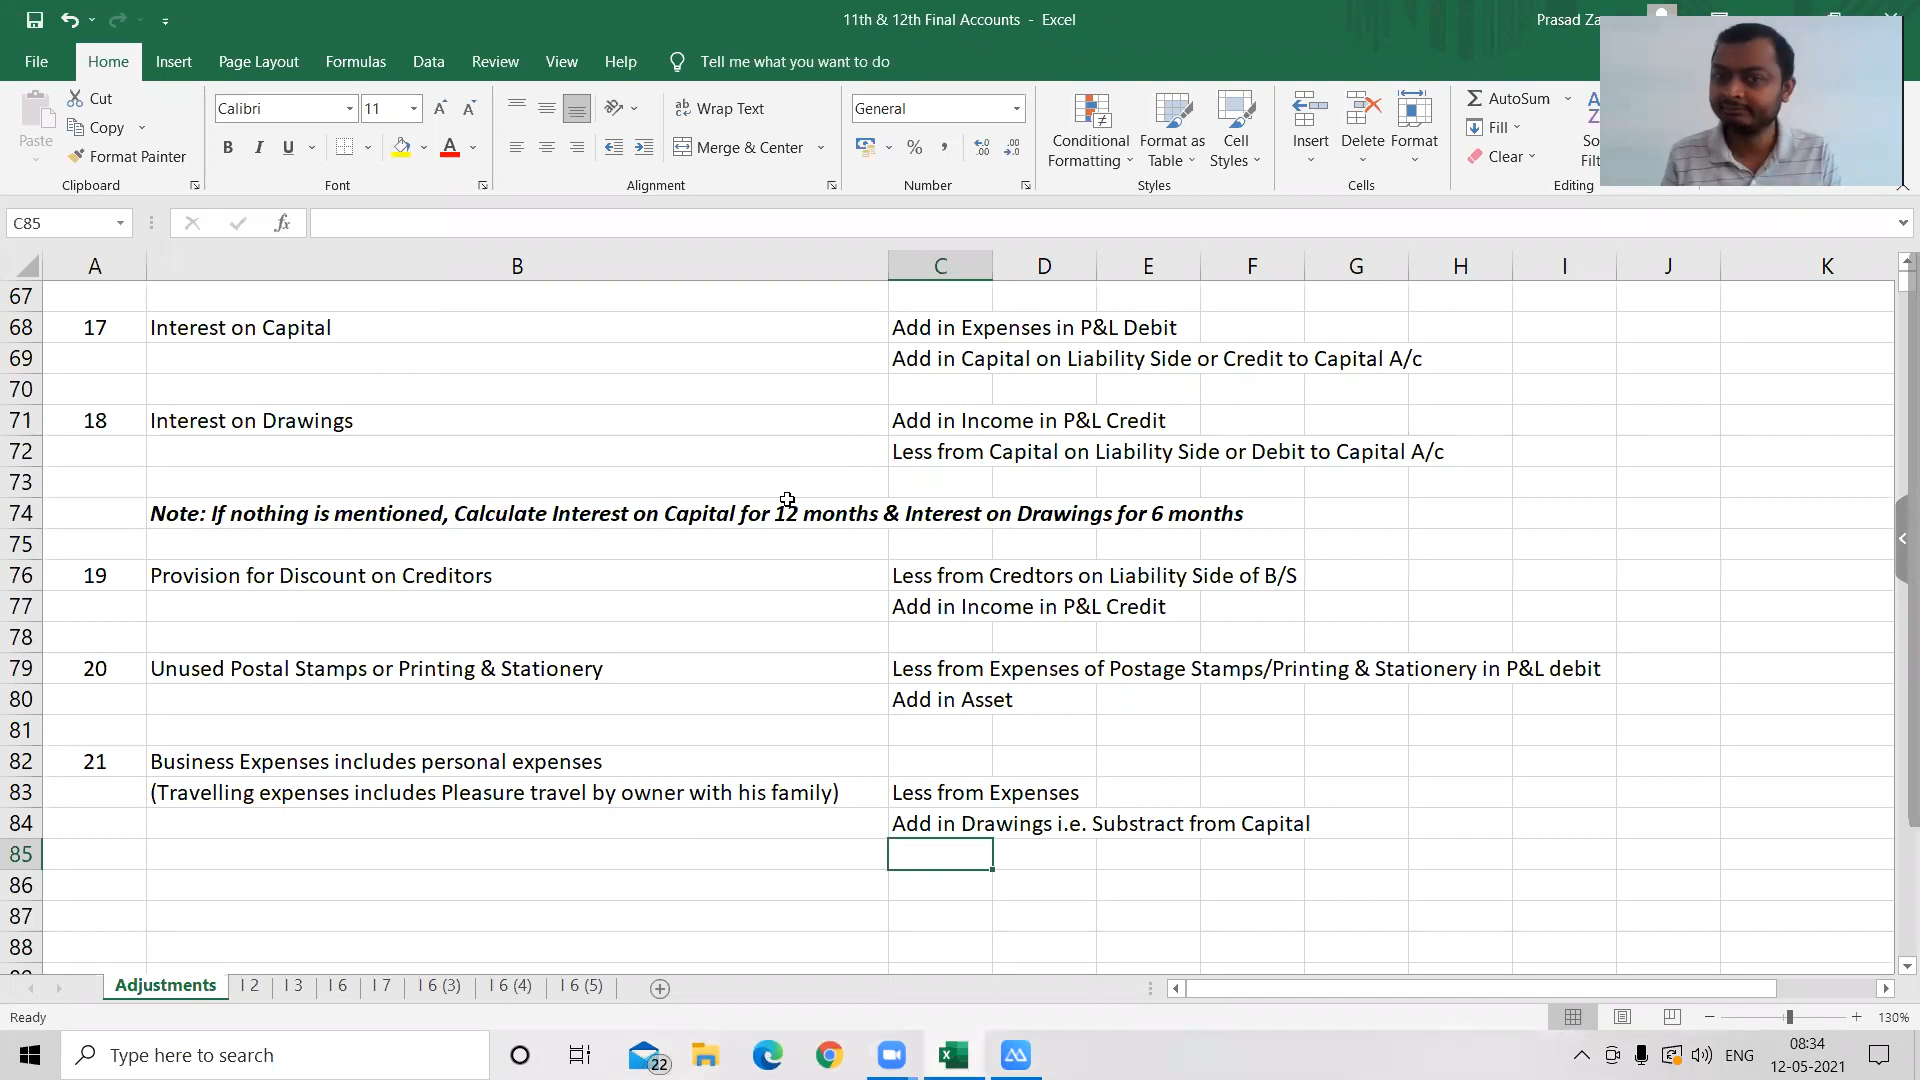 11th & 12th Final Accounts - Excel
Prasad Za
File Home Insert Page Layout Formulas Data Review View Help Tell me what you want to do
Cut
Copy
Paste
Format Painter
Clipboard
Calibri 11
B I U
Font
Wrap Text
Merge & Center
Alignment
General
Number
Conditional Formatting
Format as Table
Cell Styles
Styles
Insert Delete Format
Cells
AutoSum
Fill
Clear
Editing
C85
fx
A B C D E F G H I J K
67
68 17 Interest on Capital Add in Expenses in P&L Debit
69 Add in Capital on Liability Side or Credit to Capital A/c
70
71 18 Interest on Drawings Add in Income in P&L Credit
72 Less from Capital on Liability Side or Debit to Capital A/c
73
74 Note: If nothing is mentioned, Calculate Interest on Capital for 12 months & Interest on Drawings for 6 months
75
76 19 Provision for Discount on Creditors Less from Credtors on Liability Side of B/S
77 Add in Income in P&L Credit
78
79 20 Unused Postal Stamps or Printing & Stationery Less from Expenses of Postage Stamps/Printing & Stationery in P&L debit
80 Add in Asset
81
82 21 Business Expenses includes personal expenses
83 (Travelling expenses includes Pleasure travel by owner with his family) Less from Expenses
84 Add in Drawings i.e. Substract from Capital
85
86
87
88
Adjustments I 2 I 3 I 6 I 7 I 6 (3) I 6 (4) I 6 (5)
Ready
130%
Type here to search
22
ENG
08:34
12-05-2021